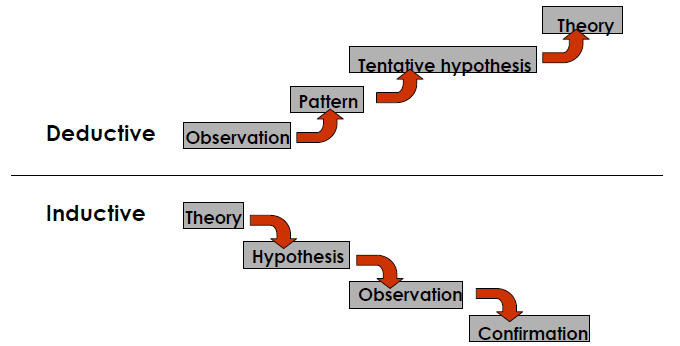 Theory
Tentative hypothesis
Pattern
Deductive
Observation
Inductive
Theory
Hypothesis
Observation
Confirmation